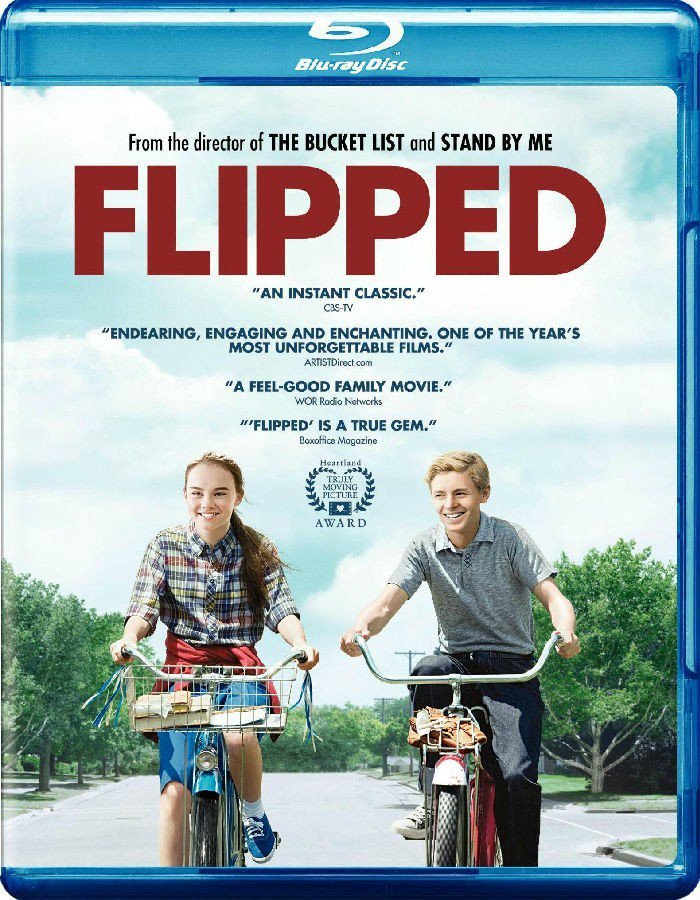 Blu-ray Disc
From the director of THE BUCKET LIST and STAND BY ME
FLIPPED
"AN INSTANT CLASSIC."
CBS-TV
"ENDEARING, ENGAGING AND ENCHANTING. ONE OF THE YEAR'S
MOST UNFORGETTABLE FILMS."
ARTISTDirect.com
"A FEEL-GOOD FAMILY MOVIE."
WOR Radio Networks
"'FLIPPED' IS A TRUE GEM."
Boxoffice Magazine
Heartland
TRULY
MOVING
PICTURE
AWARD